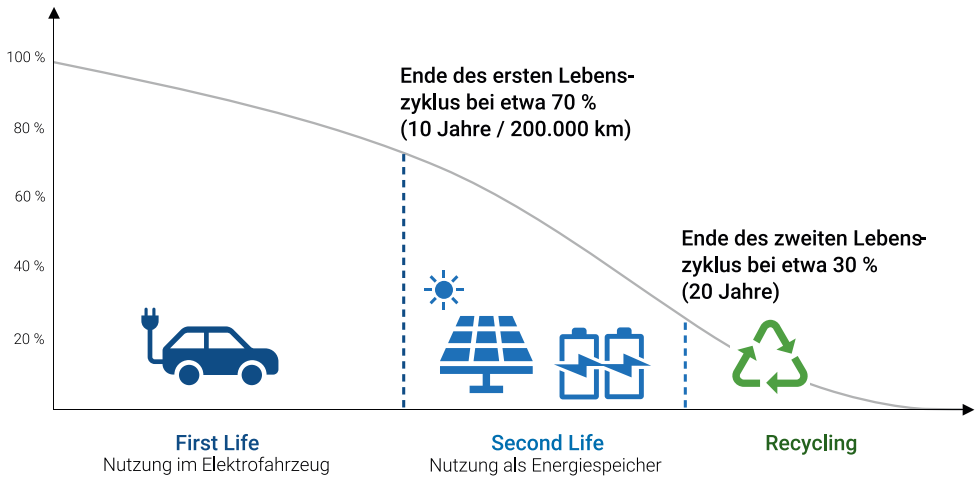 100 %
80 %
60 %
40 %
20 %
Ende des ersten Lebens-
zyklus bei etwa 70 %
(10 Jahre / 200.000 km)
Ende des zweiten Lebens-
zyklus bei etwa 30 %
(20 Jahre)
First Life
Nutzung im Elektrofahrzeug
Second Life
Nutzung als Energiespeicher
Recycling